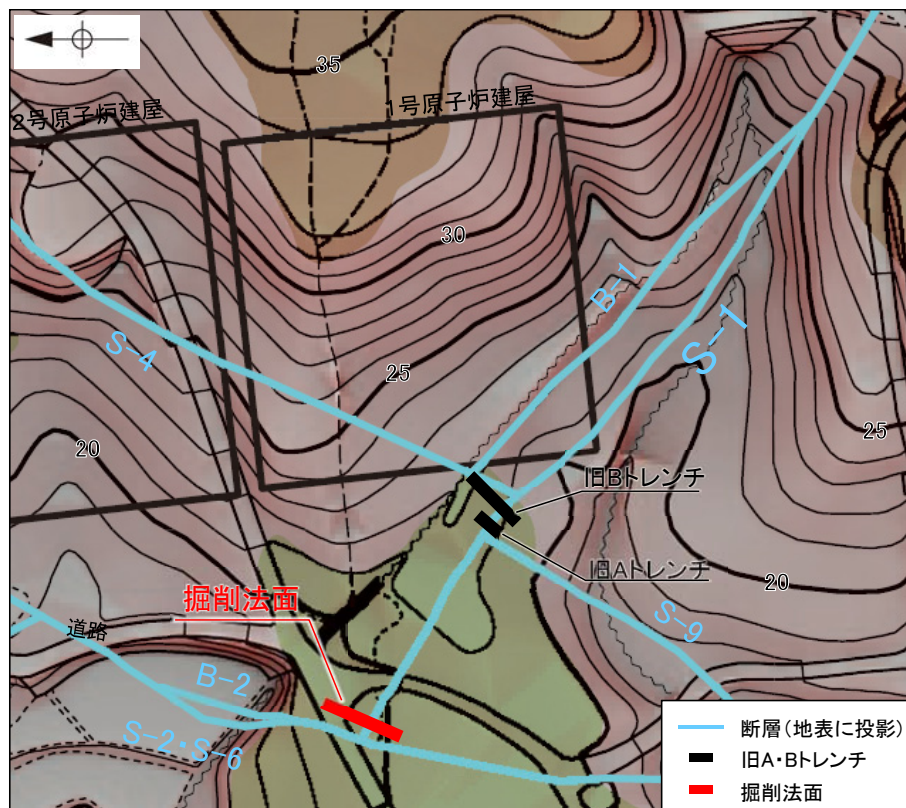 35
2号原子炉建屋
1号原子炉建屋
30
B-1
S-4
S-1
25
20
25
旧Bトレンチ
旧Aトレンチ
20
掘削法面
S-9
道路
B-2
S-2・S-6
断層(地表に投影)
旧A・Bトレンチ
掘削法面